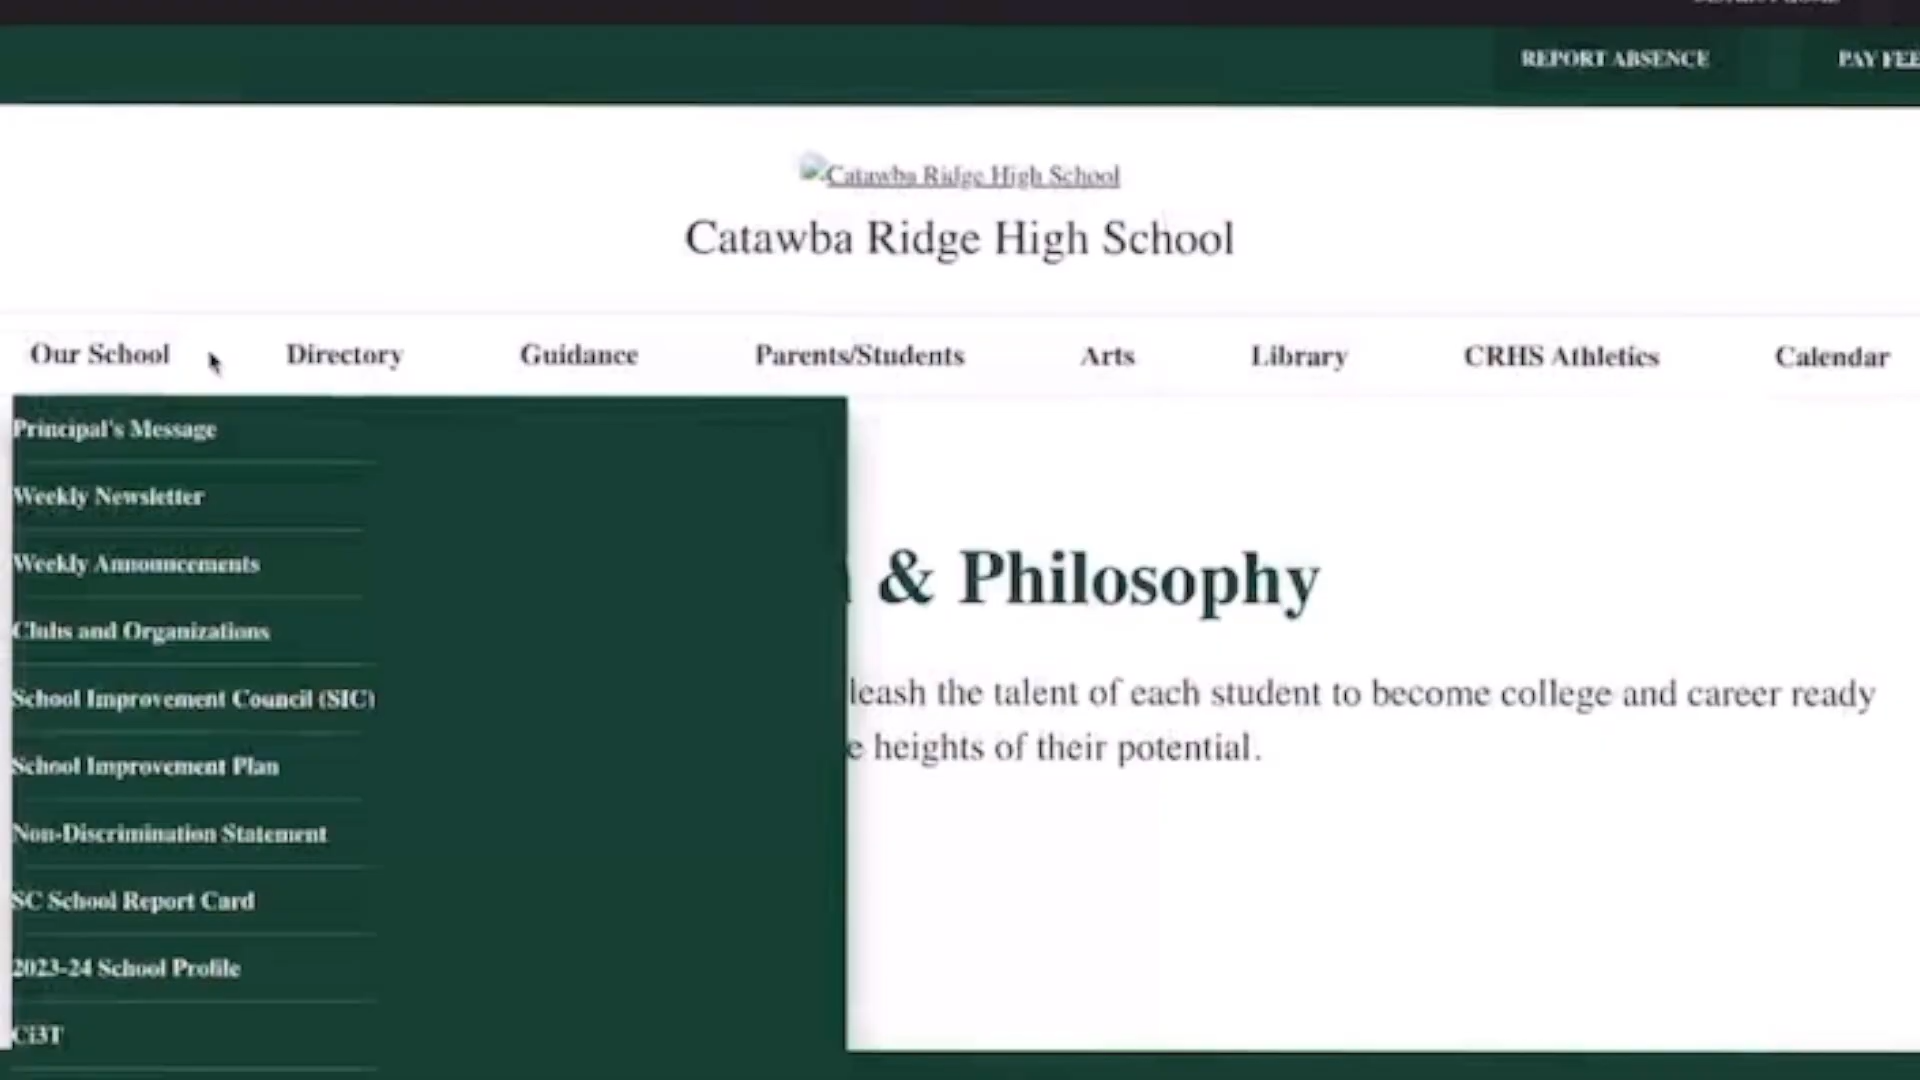 REPORT ABSENCE
PAY FEE
Catawba Ridge High School
Catawba Ridge High School
Our School
Directory
Guidance
Parents/Students
Arts
Library
CRHS Athletics
Calendar
Principal's Message
Weekly Newsletter
Weekly Announcements
Clubs and Organizations
School Improvement Council (SIC)
School Improvement Plan
Non-Discrimination Statement
SC School Report Card
2023-24 School Profile
Ci3T
& Philosophy
leash the talent of each student to become college and career ready
e heights of their potential.